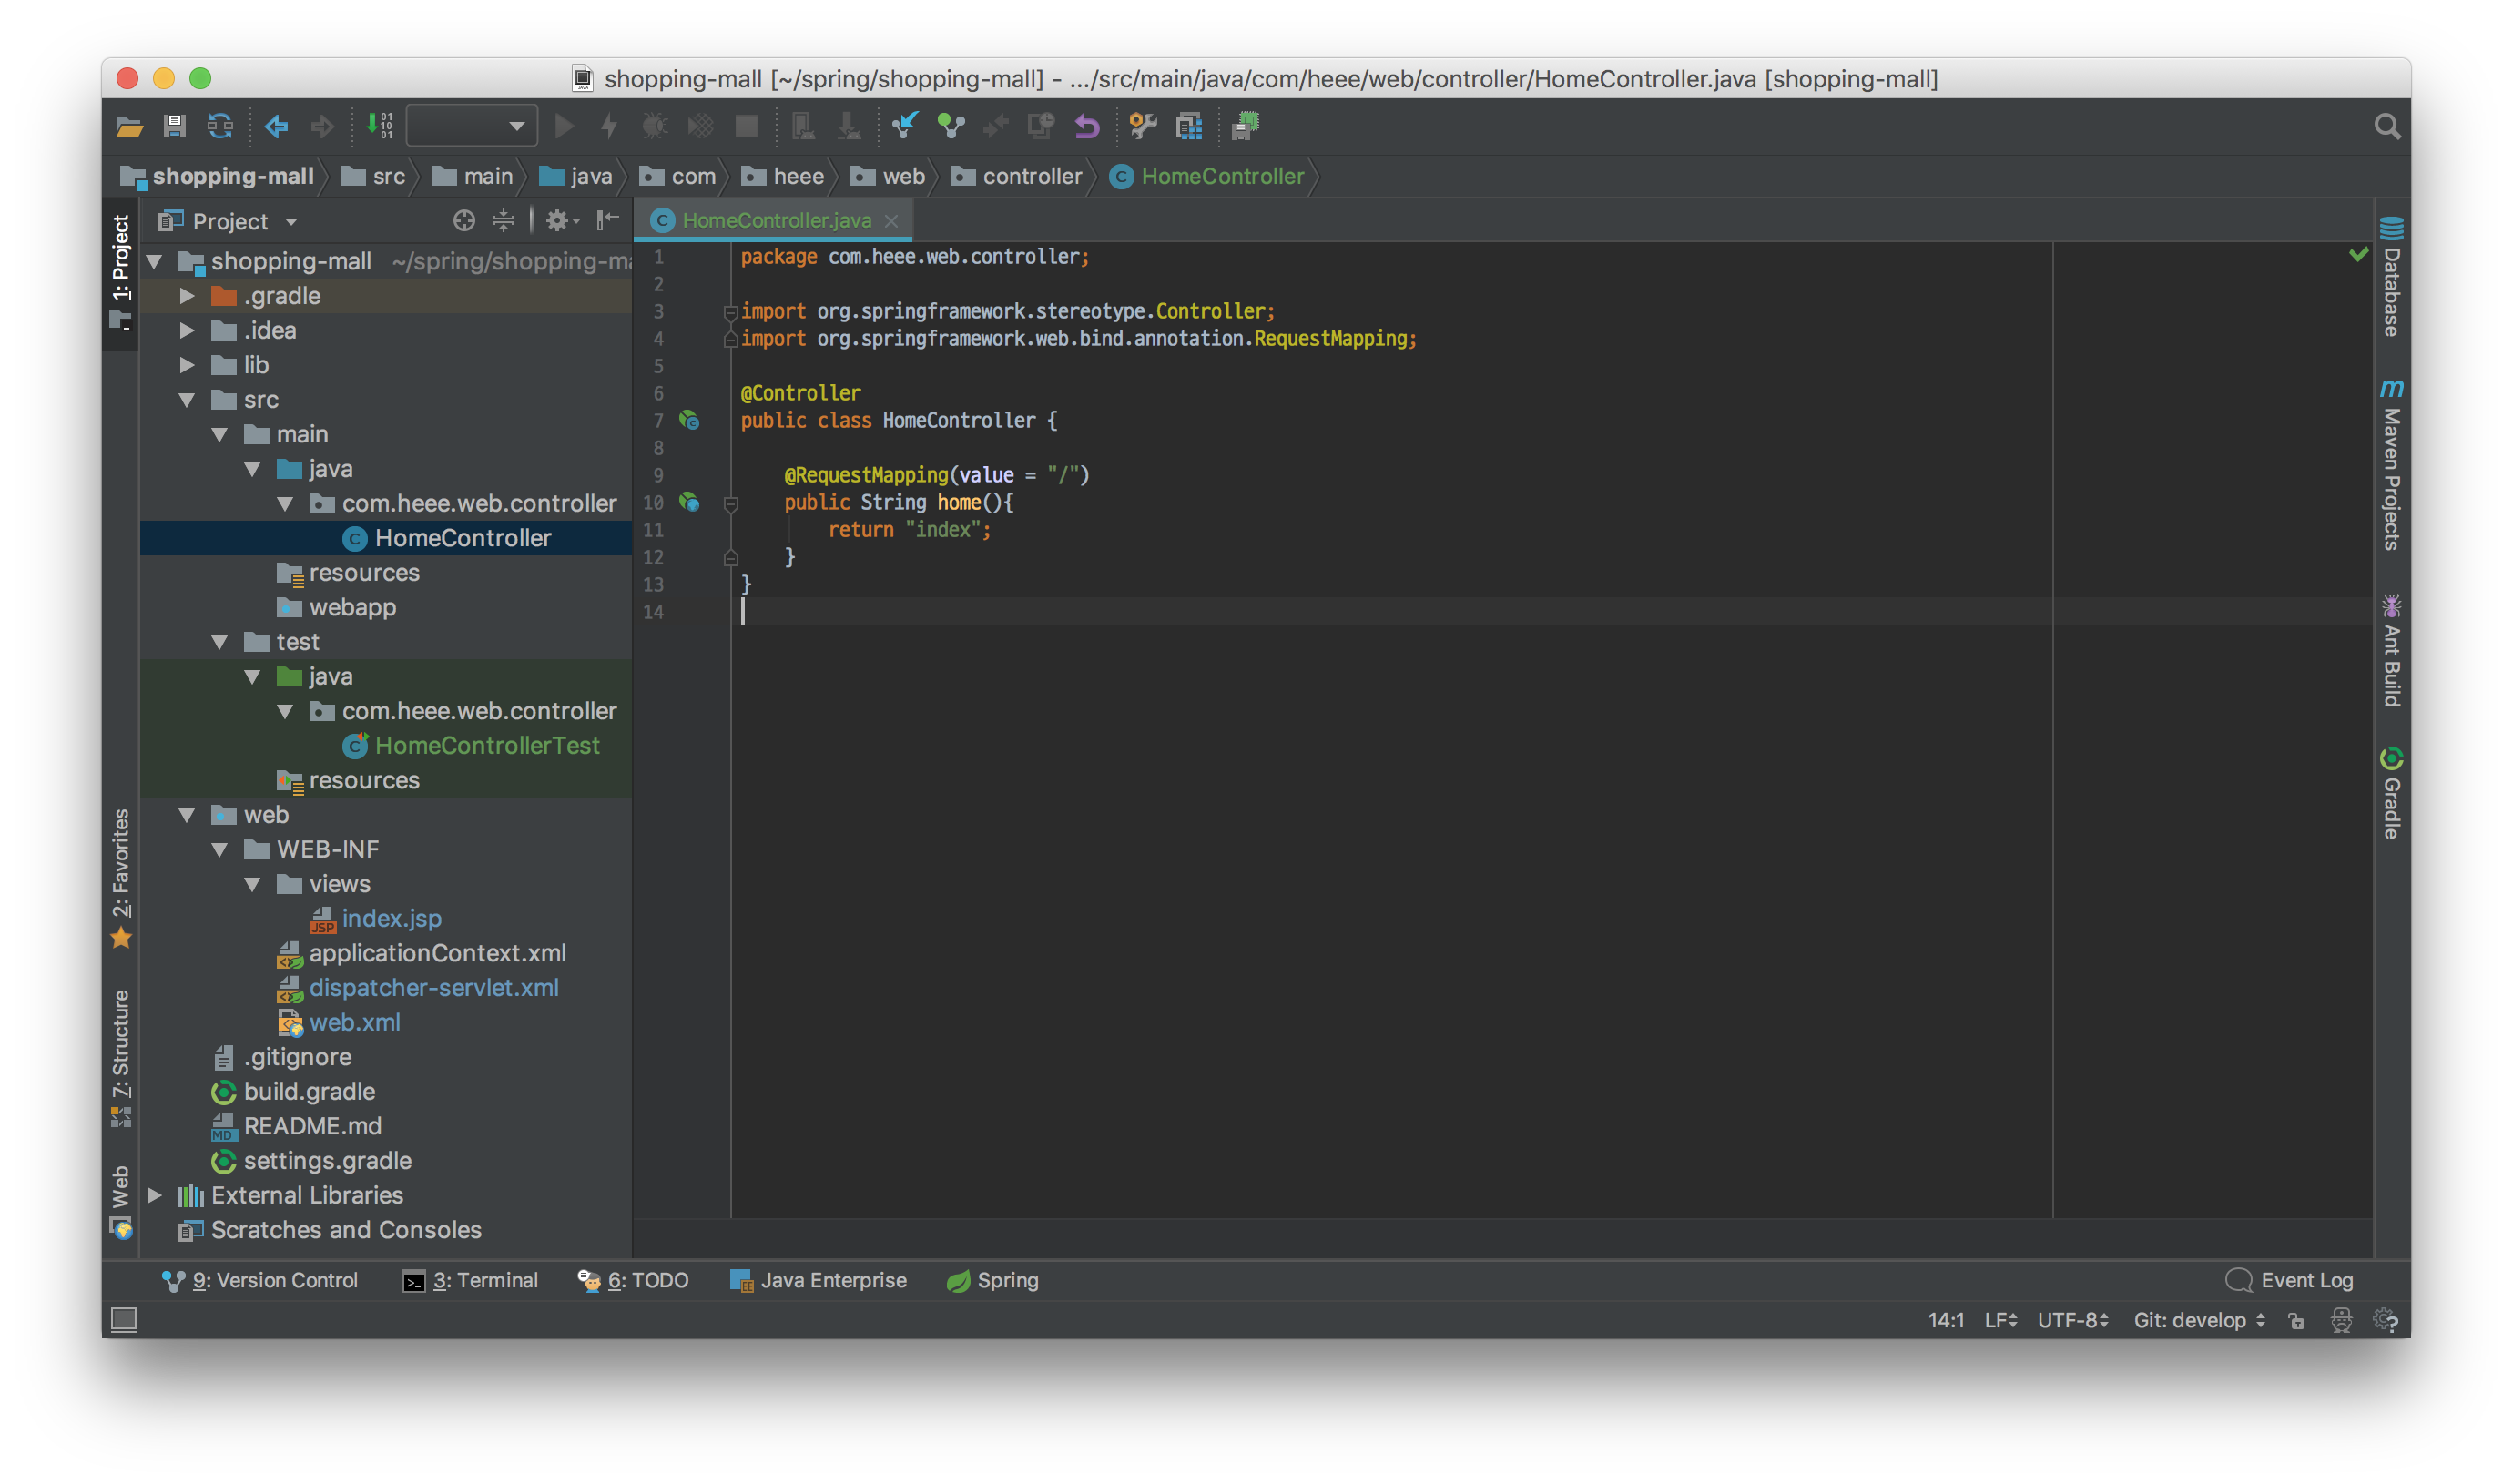 shopping-mall [~/spring/shopping-mall] - .../src/main/java/com/heee/web/controller/HomeController.java [shopping-mall]
shopping-mall src main java com heee web controller HomeController
1: Project
Project
HomeController.java
shopping-mall ~/spring/shopping-ma
.gradle
.idea
lib
src
main
java
com.heee.web.controller
HomeController
resources
webapp
test
java
com.heee.web.controller
HomeControllerTest
resources
web
WEB-INF
views
index.jsp
applicationContext.xml
dispatcher-servlet.xml
web.xml
.gitignore
build.gradle
README.md
settings.gradle
External Libraries
Scratches and Consoles
2: Favorites
7: Structure
Web
1 package com.heee.web.controller;
2
3 import org.springframework.stereotype.Controller;
4 import org.springframework.web.bind.annotation.RequestMapping;
5
6 @Controller
7 public class HomeController {
8
9 @RequestMapping(value = "/")
10 public String home(){
11 return "index";
12 }
13 }
14
Database
Maven Projects
Ant Build
Gradle
9: Version Control 3: Terminal 6: TODO Java Enterprise Spring Event Log
14:1 LF UTF-8 Git: develop